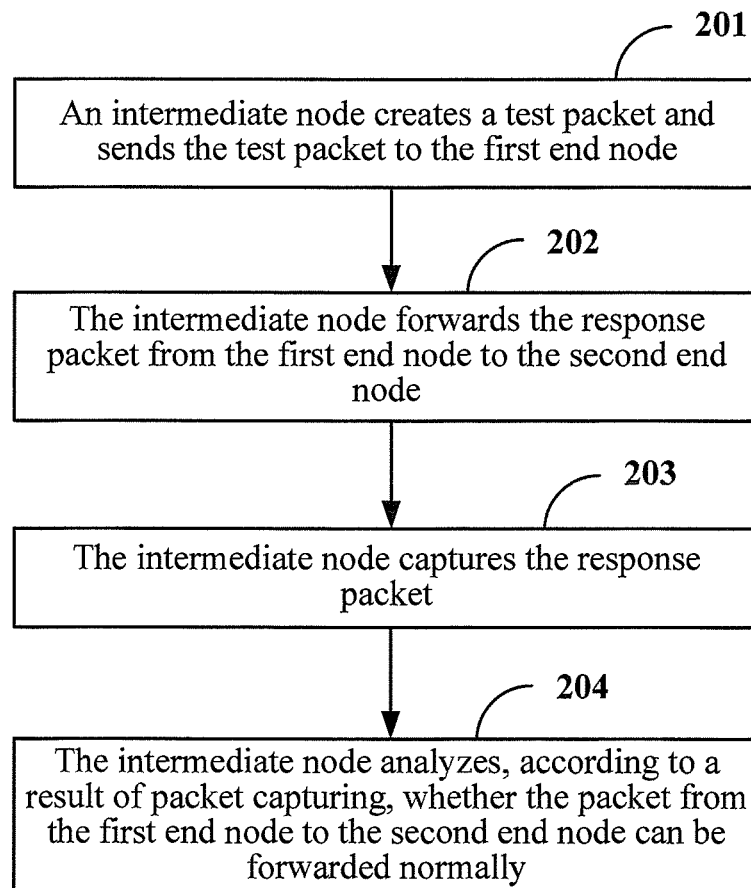 201
An intermediate node creates a test packet and
sends the test packet to the first end node
202
The intermediate node forwards the response
packet from the first end node to the second end
node
203
The intermediate node captures the response
packet
204
The intermediate node analyzes, according to a
result of packet capturing, whether the packet from
the first end node to the second end node can be
forwarded normally